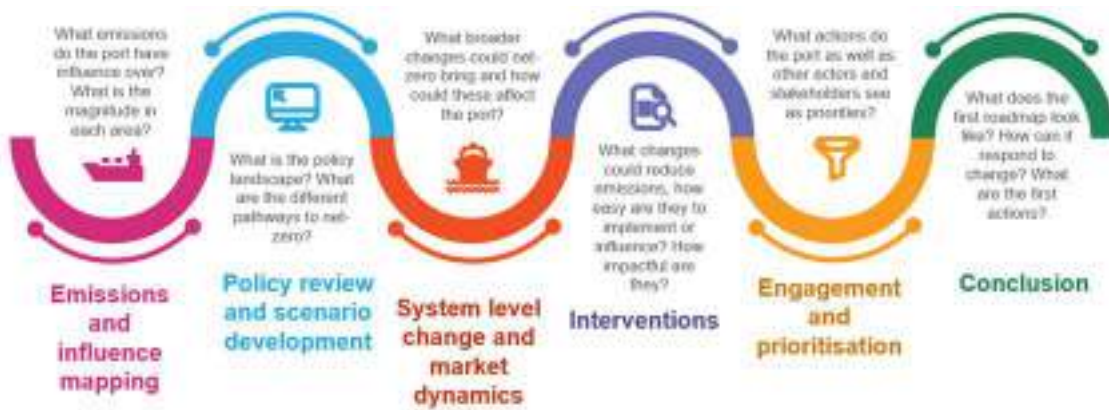 What emissions
do the port have
influence over?
What is the
magnitude in
each area?
Emissions
and
influence
mapping
What is the policy
landscape? What
are the different
pathways to net-
zero?
Policy review
and scenario
development
What broader
changes could net-
zero bring and how
could these affect
the port?
System level
change and
market
dynamics
What changes
could reduce
emissions, how
easy are they to
implement or
influence? How
impactful are
they?
Interventions
What actions do
the port as well as
other actors and
stakeholders see
as priorities?
Engagement
and
prioritisation
What does the
first roadmap look
like? How can it
respond to
change? What
are the first
actions?
Conclusion